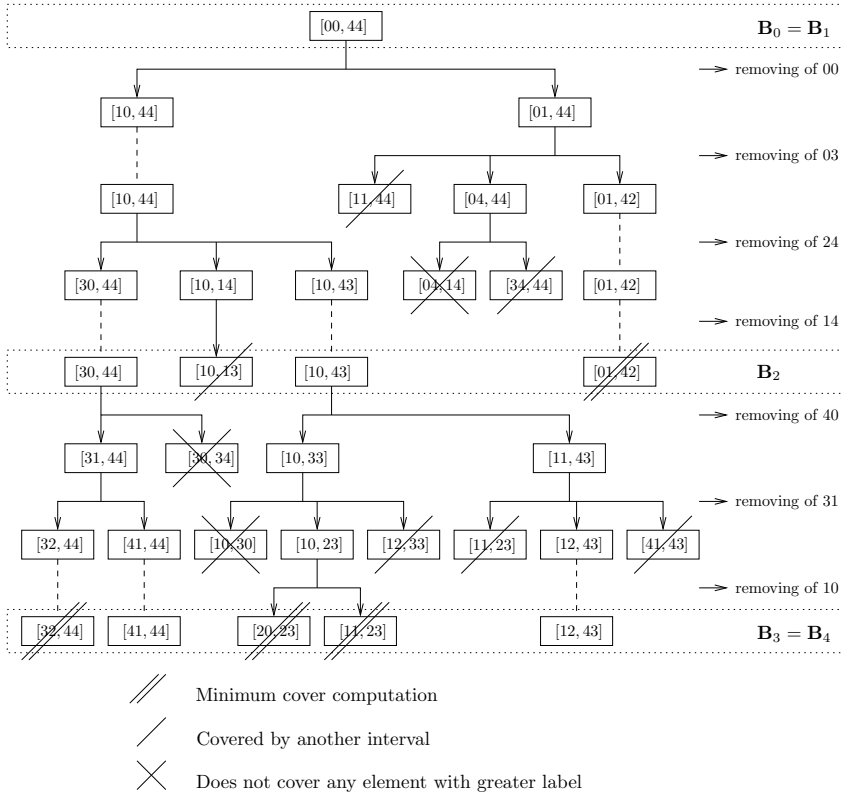 [00, 44]
B₀ = B₁
removing of 00
[10, 44]
[01, 44]
removing of 03
[10, 44]
[11, 44]
[04, 44]
[01, 42]
removing of 24
[30, 44]
[10, 14]
[10, 43]
[04, 14]
[34, 44]
[01, 42]
removing of 14
[30, 44]
[10, 13]
[10, 43]
[01, 42]
B₂
removing of 40
[31, 44]
[30, 34]
[10, 33]
[11, 43]
removing of 31
[32, 44]
[41, 44]
[10, 30]
[10, 23]
[12, 33]
[11, 23]
[12, 43]
[41, 43]
removing of 10
[32, 44]
[41, 44]
[20, 23]
[11, 23]
[12, 43]
B₃ = B₄
Minimum cover computation
Covered by another interval
Does not cover any element with greater label